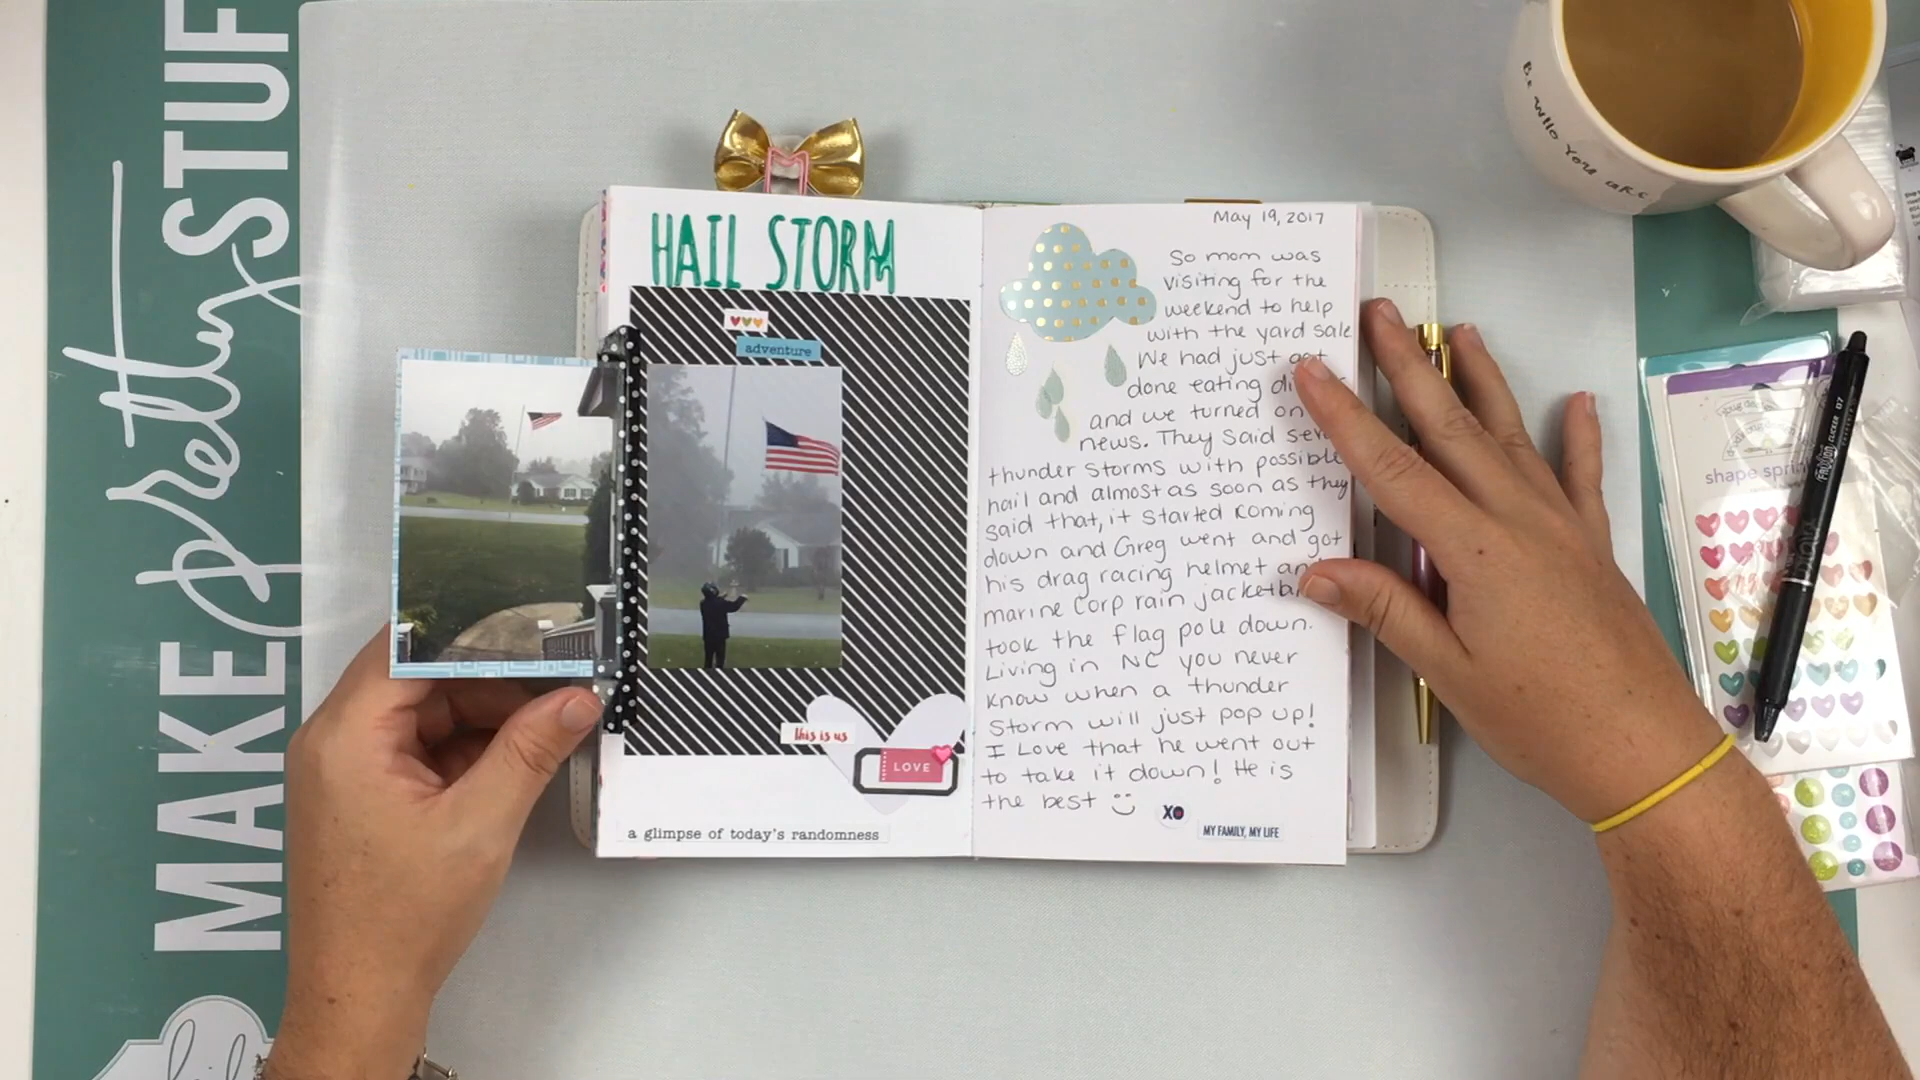 MAKE pretty STUF
HAIL STORM
adventure
this is us
LOVE
a glimpse of today's randomness
May 19, 2017
So mom was
visiting for the
weekend to help
with the yard sale
We had just got
done eating
and we turned on
news. They said
thunder storms with possible
hail and almost as soon as they
said that, it started coming
down and Greg went and got
his drag racing helmet and
marine Corp rain jacket
took the flag pole down.
Living in NC you never
know when a thunder
Storm will just pop up!
I Love that he went out
to take it down! He is
the best
XO
MY FAMILY, MY LIFE
BE WHO YOU ARE
shape sprin
FRIXION CLICKER 07